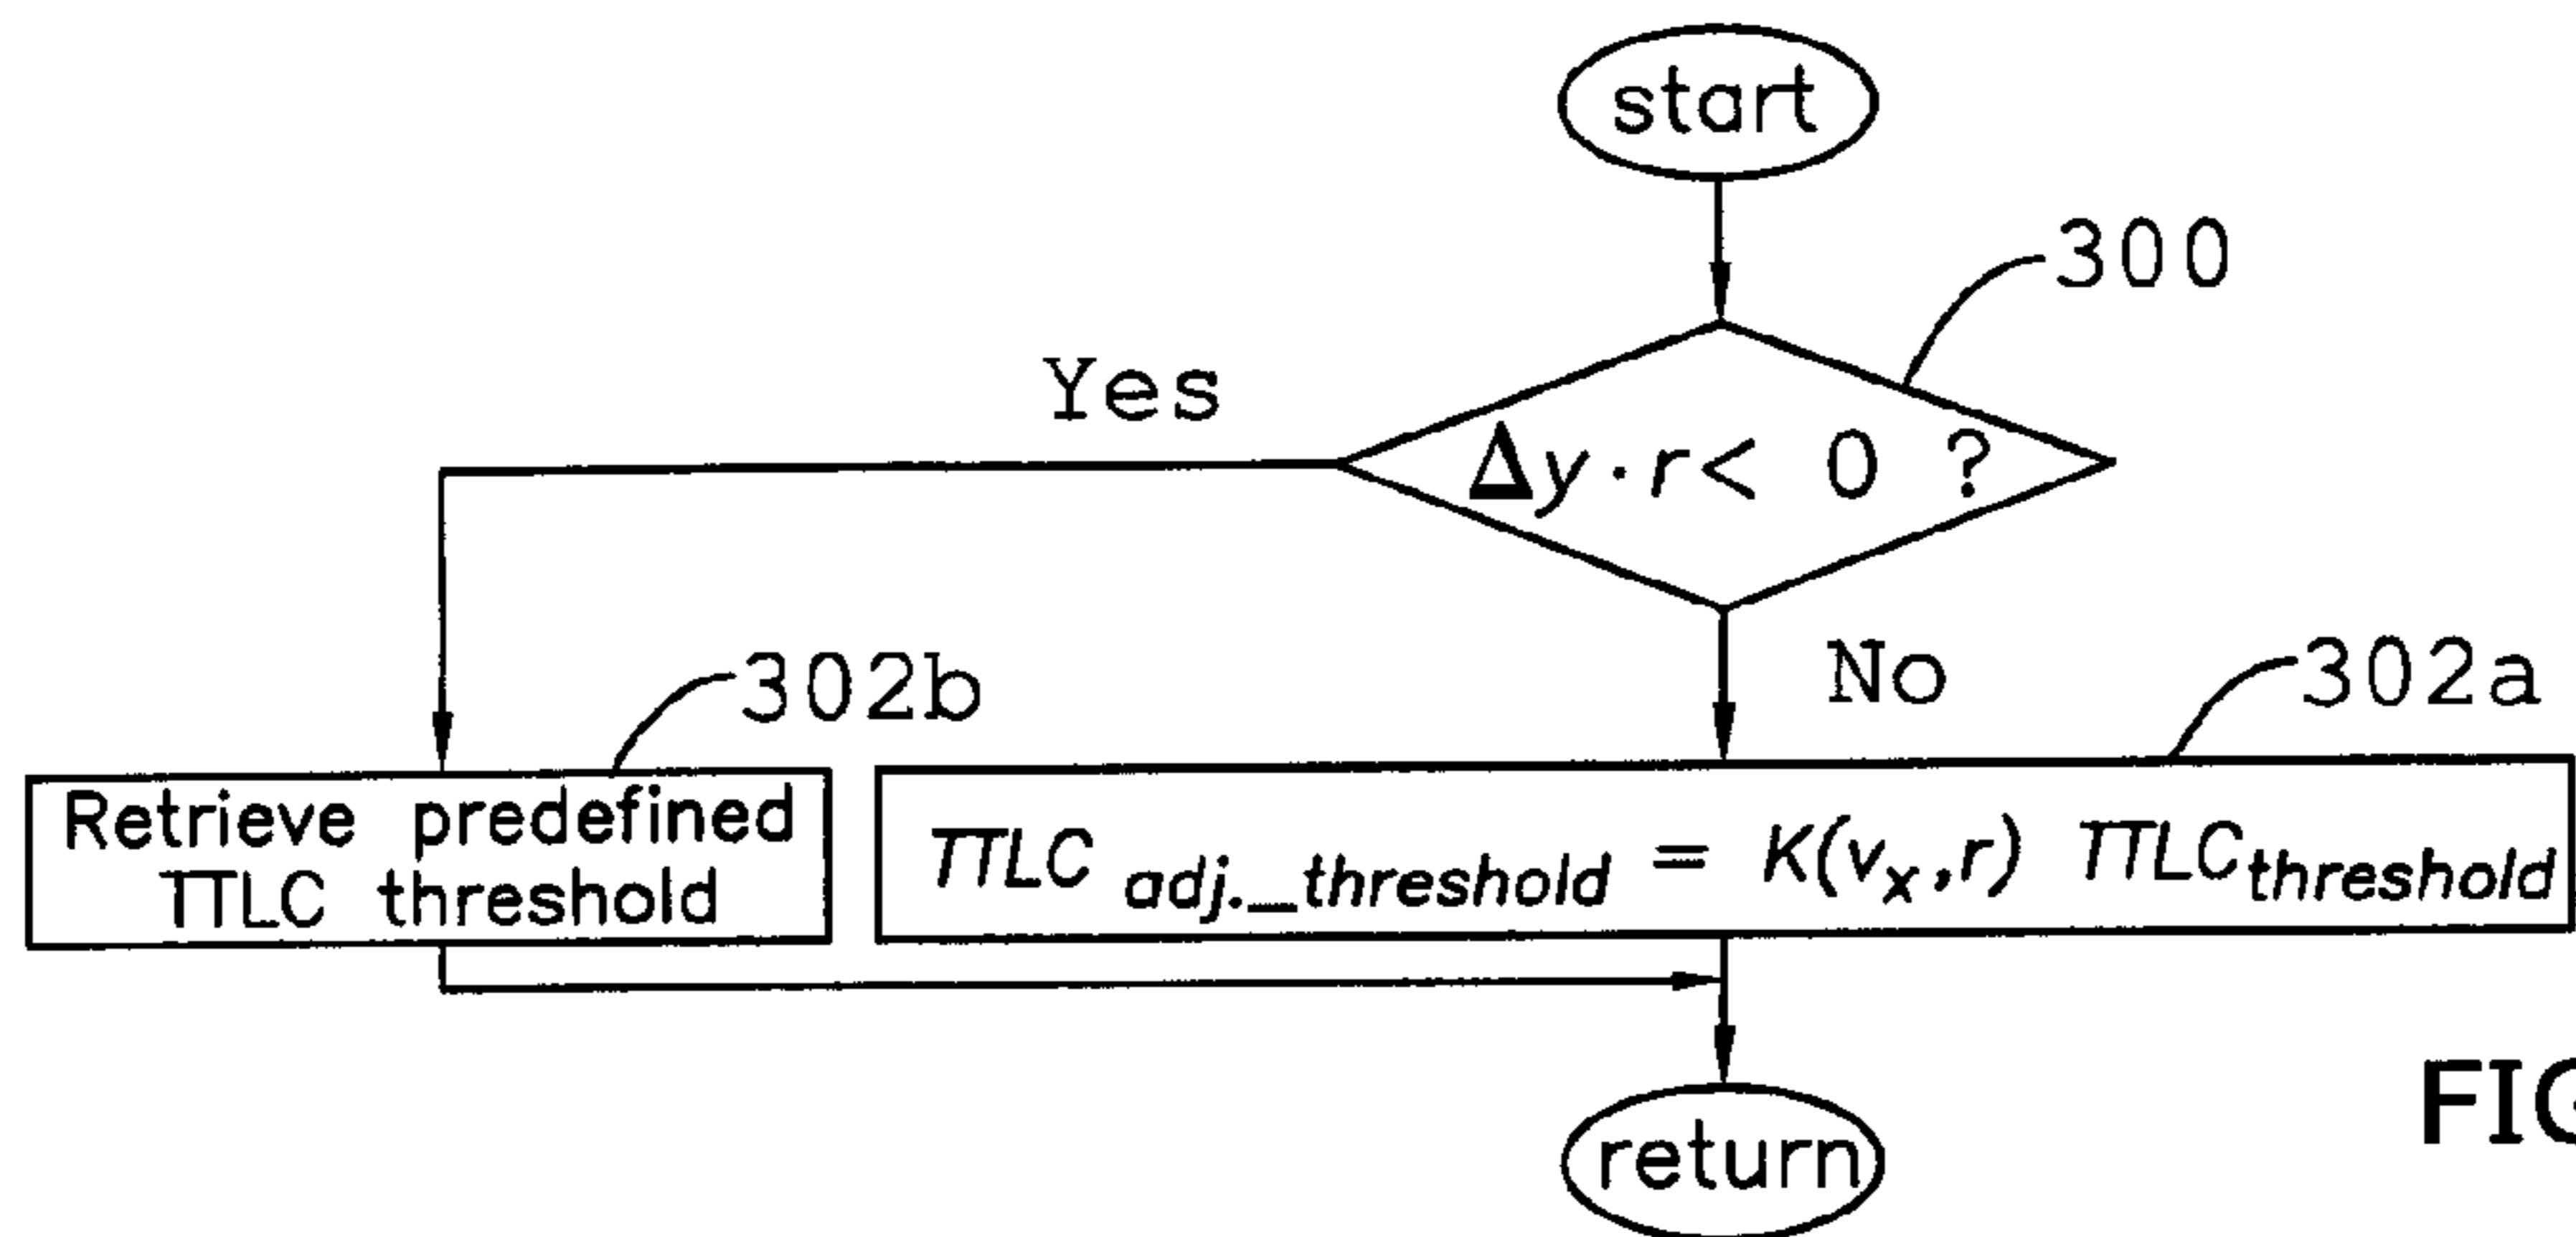 start
300
Yes
Δy · r < 0 ?
No
302b
302a
Retrieve predefined
TTLC threshold
TTLC adj._threshold = K(vx,r) TTLCthreshold
return